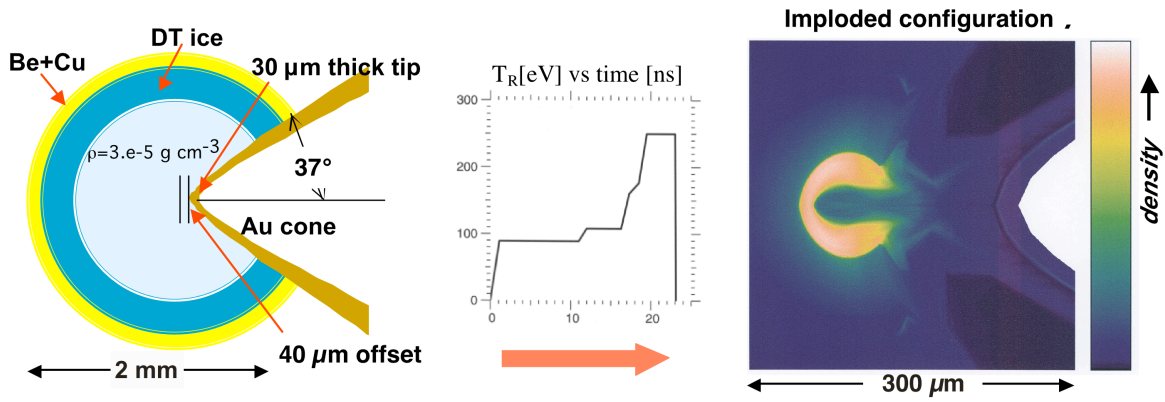 DT ice
Be+Cu
30 µm thick tip
ρ=3.e-5 g cm-3
37°
Au cone
40 µm offset
2 mm
TR[eV] vs time [ns]
300
200
100
0
0 10 20
Imploded configuration
density
300 µm